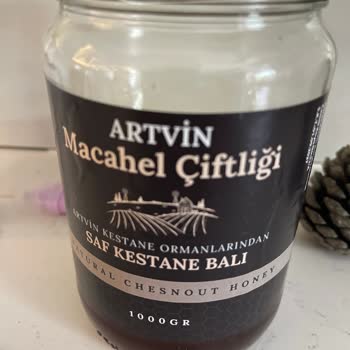 ARTVİN
Macahel Çiftliği
ARTVİN KESTANE ORMANLARINDAN
SAF KESTANE BALI
NATURAL CHESNOUT HONEY
1000GR